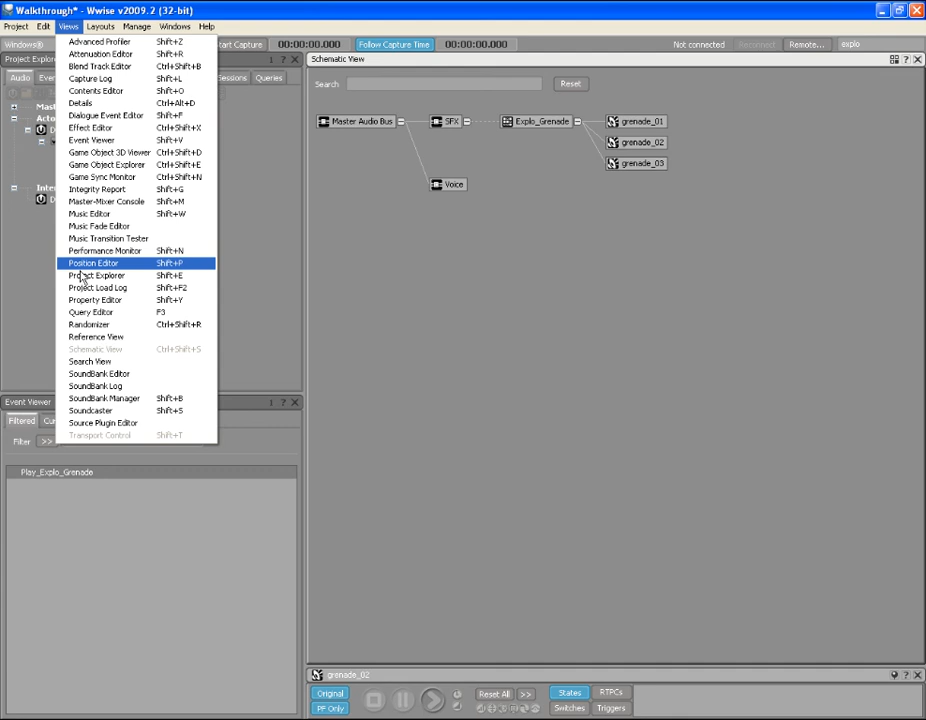 Walkthrough* - Wwise v2009.2 (32-bit)
Project Edit Views Layouts Manage Windows Help
Windows® Start Capture 00:00:00.000 Follow Capture Time 00:00:00.000 Not connected Reconnect Remote... explo
Project Explo
Audio
Sessions Queries
Advanced Profiler Shift+Z
Attenuation Editor Shift+R
Blend Track Editor Ctrl+Shift+B
Capture Log Shift+L
Contents Editor Shift+O
Details Ctrl+Alt+D
Dialogue Event Editor Shift+F
Effect Editor Ctrl+Shift+X
Event Viewer Shift+V
Game Object 3D Viewer Ctrl+Shift+D
Game Object Explorer Ctrl+Shift+E
Game Sync Monitor Ctrl+Shift+N
Integrity Report Shift+G
Master-Mixer Console Shift+M
Music Editor Shift+W
Music Fade Editor
Music Transition Tester
Performance Monitor Shift+N
Position Editor Shift+P
Project Explorer Shift+E
Project Load Log Shift+F2
Property Editor Shift+Y
Query Editor F3
Randomizer Ctrl+Shift+R
Reference View
Schematic View Ctrl+Shift+S
Search View
SoundBank Editor
SoundBank Log
SoundBank Manager Shift+B
Soundcaster Shift+S
Source Plugin Editor
Transport Control Shift+T
Schematic View
Search Reset
Master Audio Bus SFX Explo_Grenade grenade_01
grenade_02
grenade_03
Voice
Event Viewer
Filtered
Filter >>
Play_Explo_Grenade
grenade_02
Original Reset All >> States RTPCs
PF Only Switches Triggers